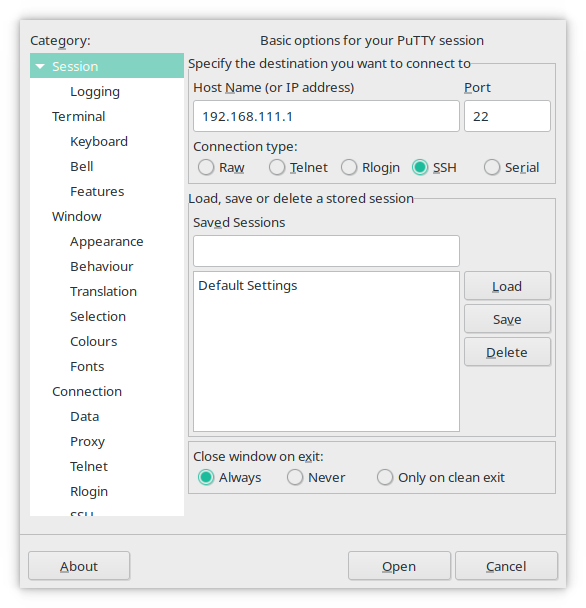 Category:
Session
Logging
Terminal
Keyboard
Bell
Features
Window
Appearance
Behaviour
Translation
Selection
Colours
Fonts
Connection
Data
Proxy
Telnet
Rlogin
SSH
Basic options for your PuTTY session
Specify the destination you want to connect to
Host Name (or IP address) Port
192.168.111.1 22
Connection type:
Raw Telnet Rlogin SSH Serial
Load, save or delete a stored session
Saved Sessions
Default Settings
Load
Save
Delete
Close window on exit:
Always Never Only on clean exit
About Open Cancel